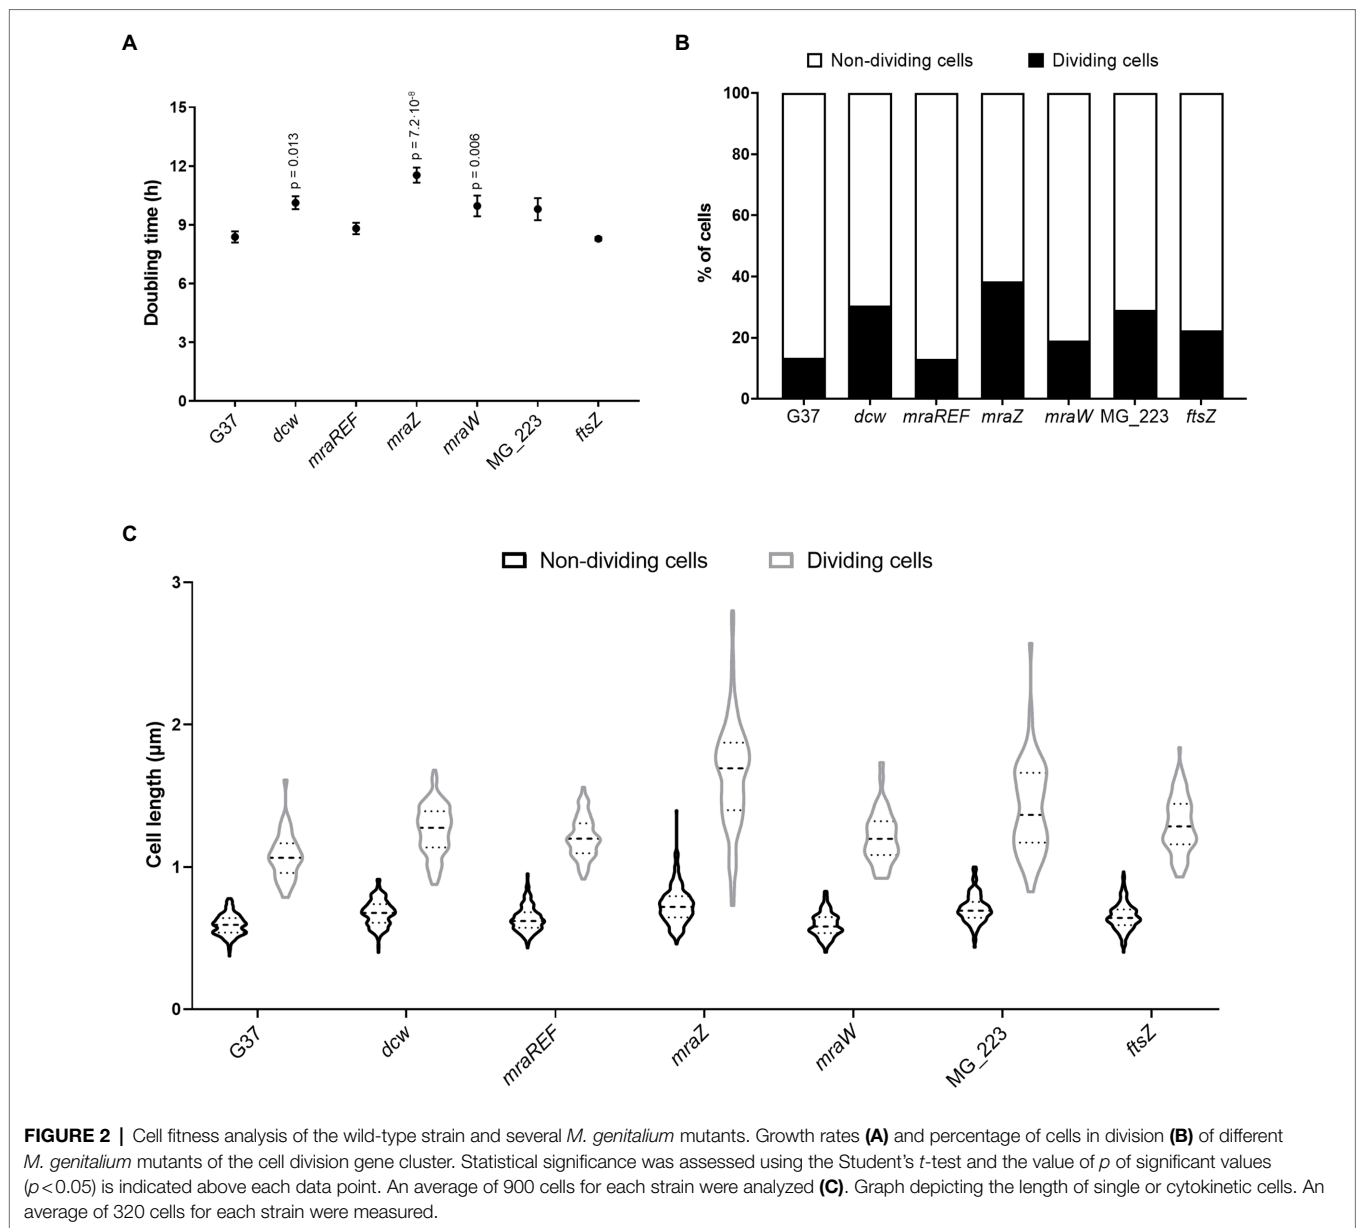 A
15
12
9
6
3
0
Doubling time (h)
p = 0.013
p = 7.2·10-8
p = 0.006
G37
dcw
mraREF
mraZ
mraW
MG_223
ftsZ
B
Non-dividing cells
Dividing cells
100
80
60
40
20
0
% of cells
G37 dcw mraREF mraZ mraW MG_223 ftsZ
C
Non-dividing cells
Dividing cells
3
2
1
0
Cell length (µm)
G37
dcw
mraREF
mraZ
mraW
MG_223
ftsZ
FIGURE 2 | Cell fitness analysis of the wild-type strain and several M. genitalium mutants. Growth rates (A) and percentage of cells in division (B) of different
M. genitalium mutants of the cell division gene cluster. Statistical significance was assessed using the Student’s t-test and the value of p of significant values
(p<0.05) is indicated above each data point. An average of 900 cells for each strain were analyzed (C). Graph depicting the length of single or cytokinetic cells. An
average of 320 cells for each strain were measured.